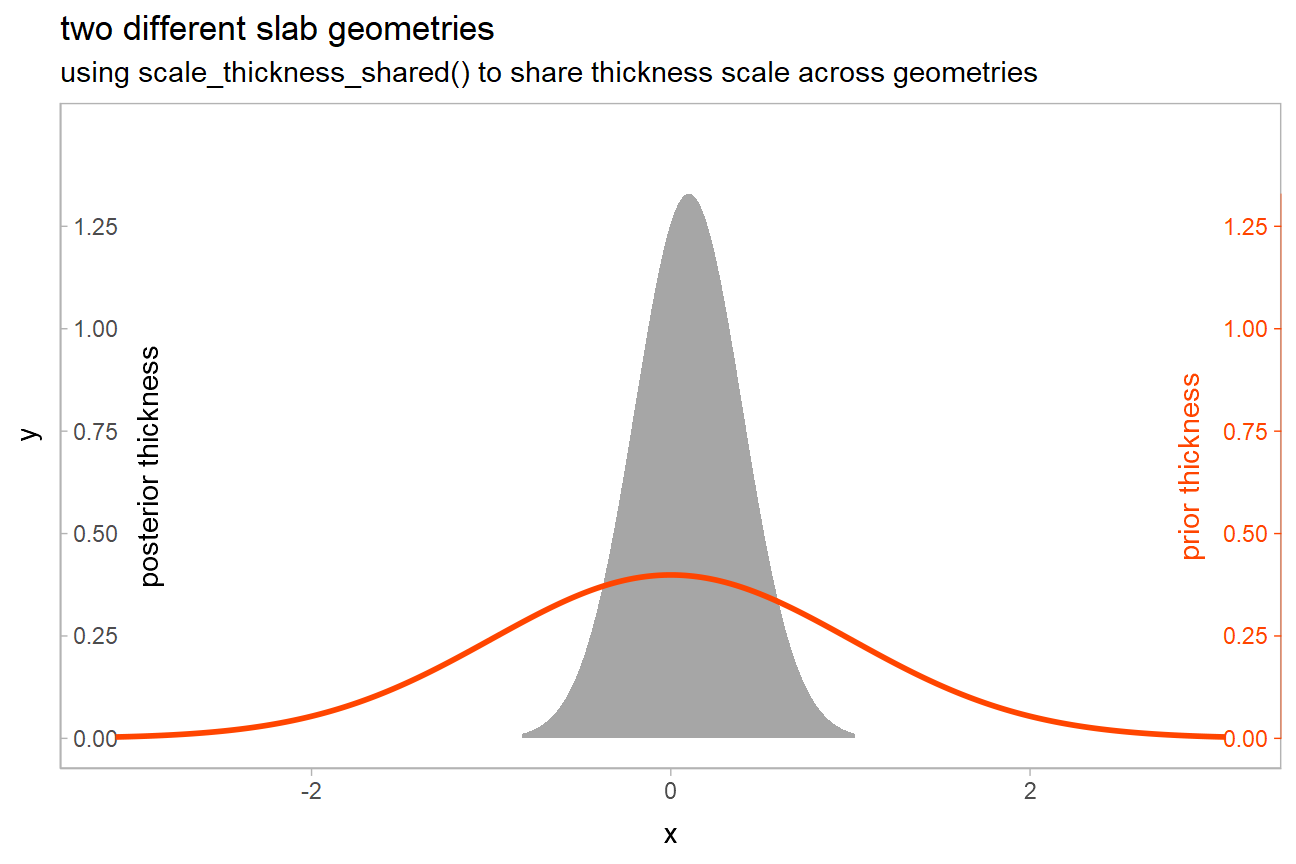 two different slab geometries
using scale_thickness_shared() to share thickness scale across geometries
y
1.25
1.00
0.75
0.50
0.25
0.00
posterior thickness
prior thickness
1.25
1.00
0.75
0.50
0.25
0.00
-2
0
2
x